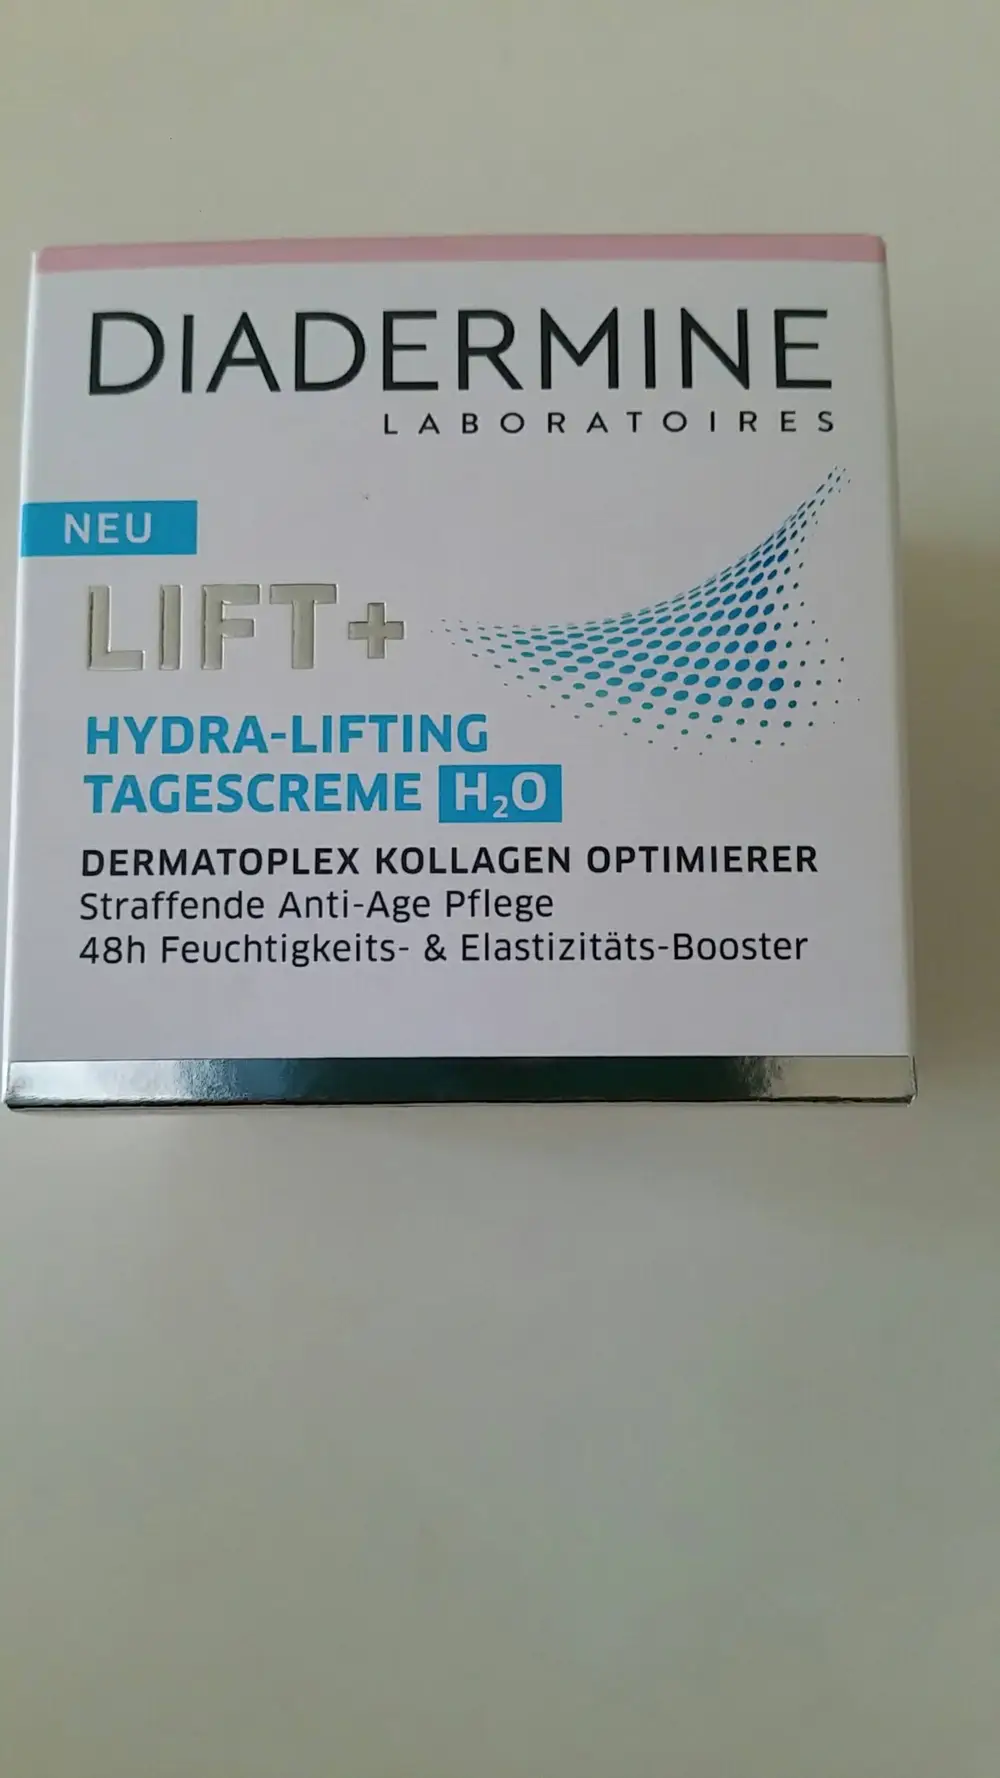 DIADERMINE
LABORATOIRES
NEU
LIFT+
HYDRA-LIFTING
TAGESCREME H₂O
DERMATOPLEX KOLLAGEN OPTIMIERER
Straffende Anti-Age Pflege
48h Feuchtigkeits- & Elastizitäts-Booster